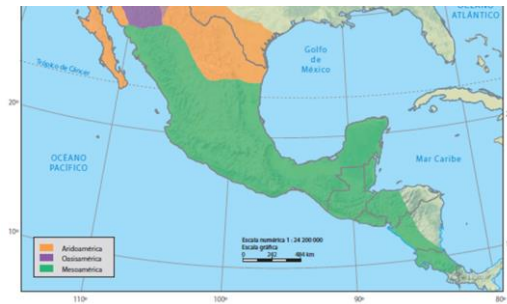 OCÉANO
ATLÁNTICO
Golfo
de
México
Trópico de Cáncer
20°
OCÉANO
PACÍFICO
Mar Caribe
10°
Escala numérica 1 : 24 200 000
Escala gráfica
0 242 484 km
Aridoamérica
Oasisamérica
Mesoamérica
110° 100° 90° 80°